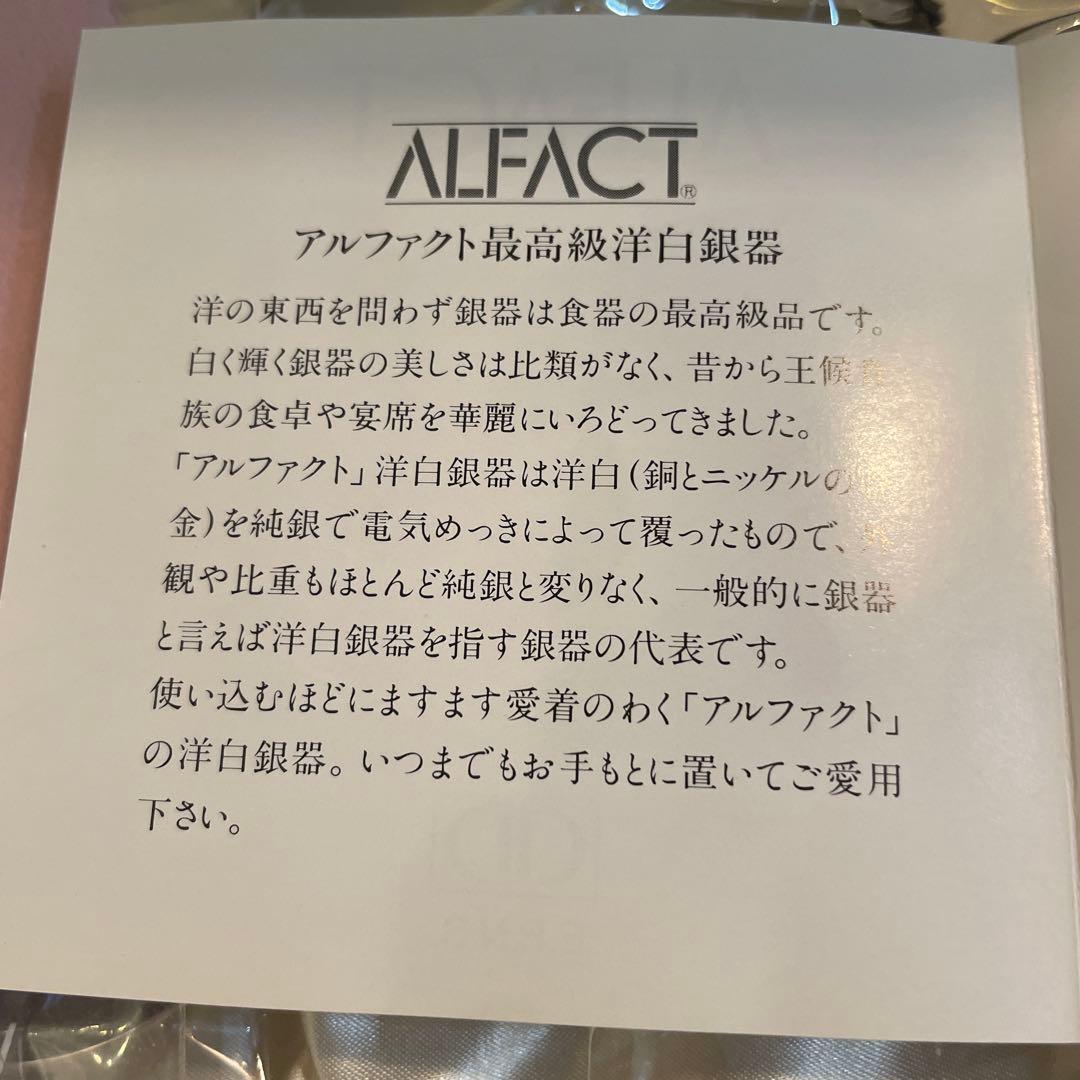 ALFACT®
アルファクト最高級洋白銀器
洋の東西を問わず銀器は食器の最高級品です。
白く輝く銀器の美しさは比類がなく、昔から王候貴
族の食卓や宴席を華麗にいろどってきました。
「アルファクト」洋白銀器は洋白(銅とニッケルの
金)を純銀で電気めっきによって覆ったもので、外
観や比重もほとんど純銀と変りなく、一般的に銀器
と言えば洋白銀器を指す銀器の代表です。
使い込むほどにますます愛着のわく「アルファクト」
の洋白銀器。いつまでもお手もとに置いてご愛用
下さい。